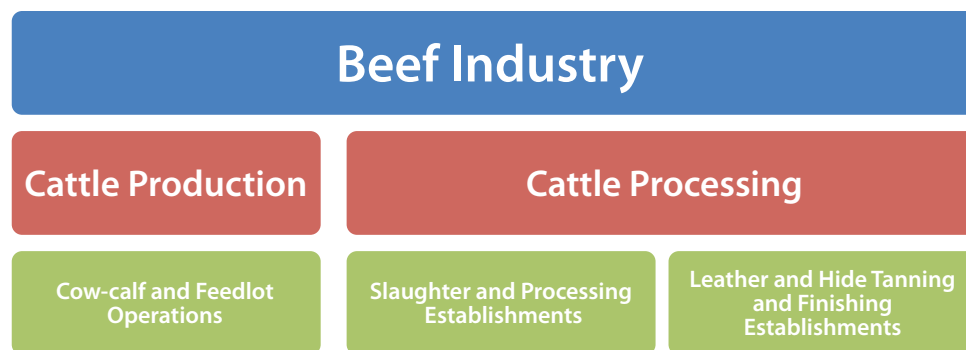 Beef Industry
Cattle Production
Cattle Processing
Cow-calf and Feedlot
Operations
Slaughter and Processing
Establishments
Leather and Hide Tanning
and Finishing
Establishments